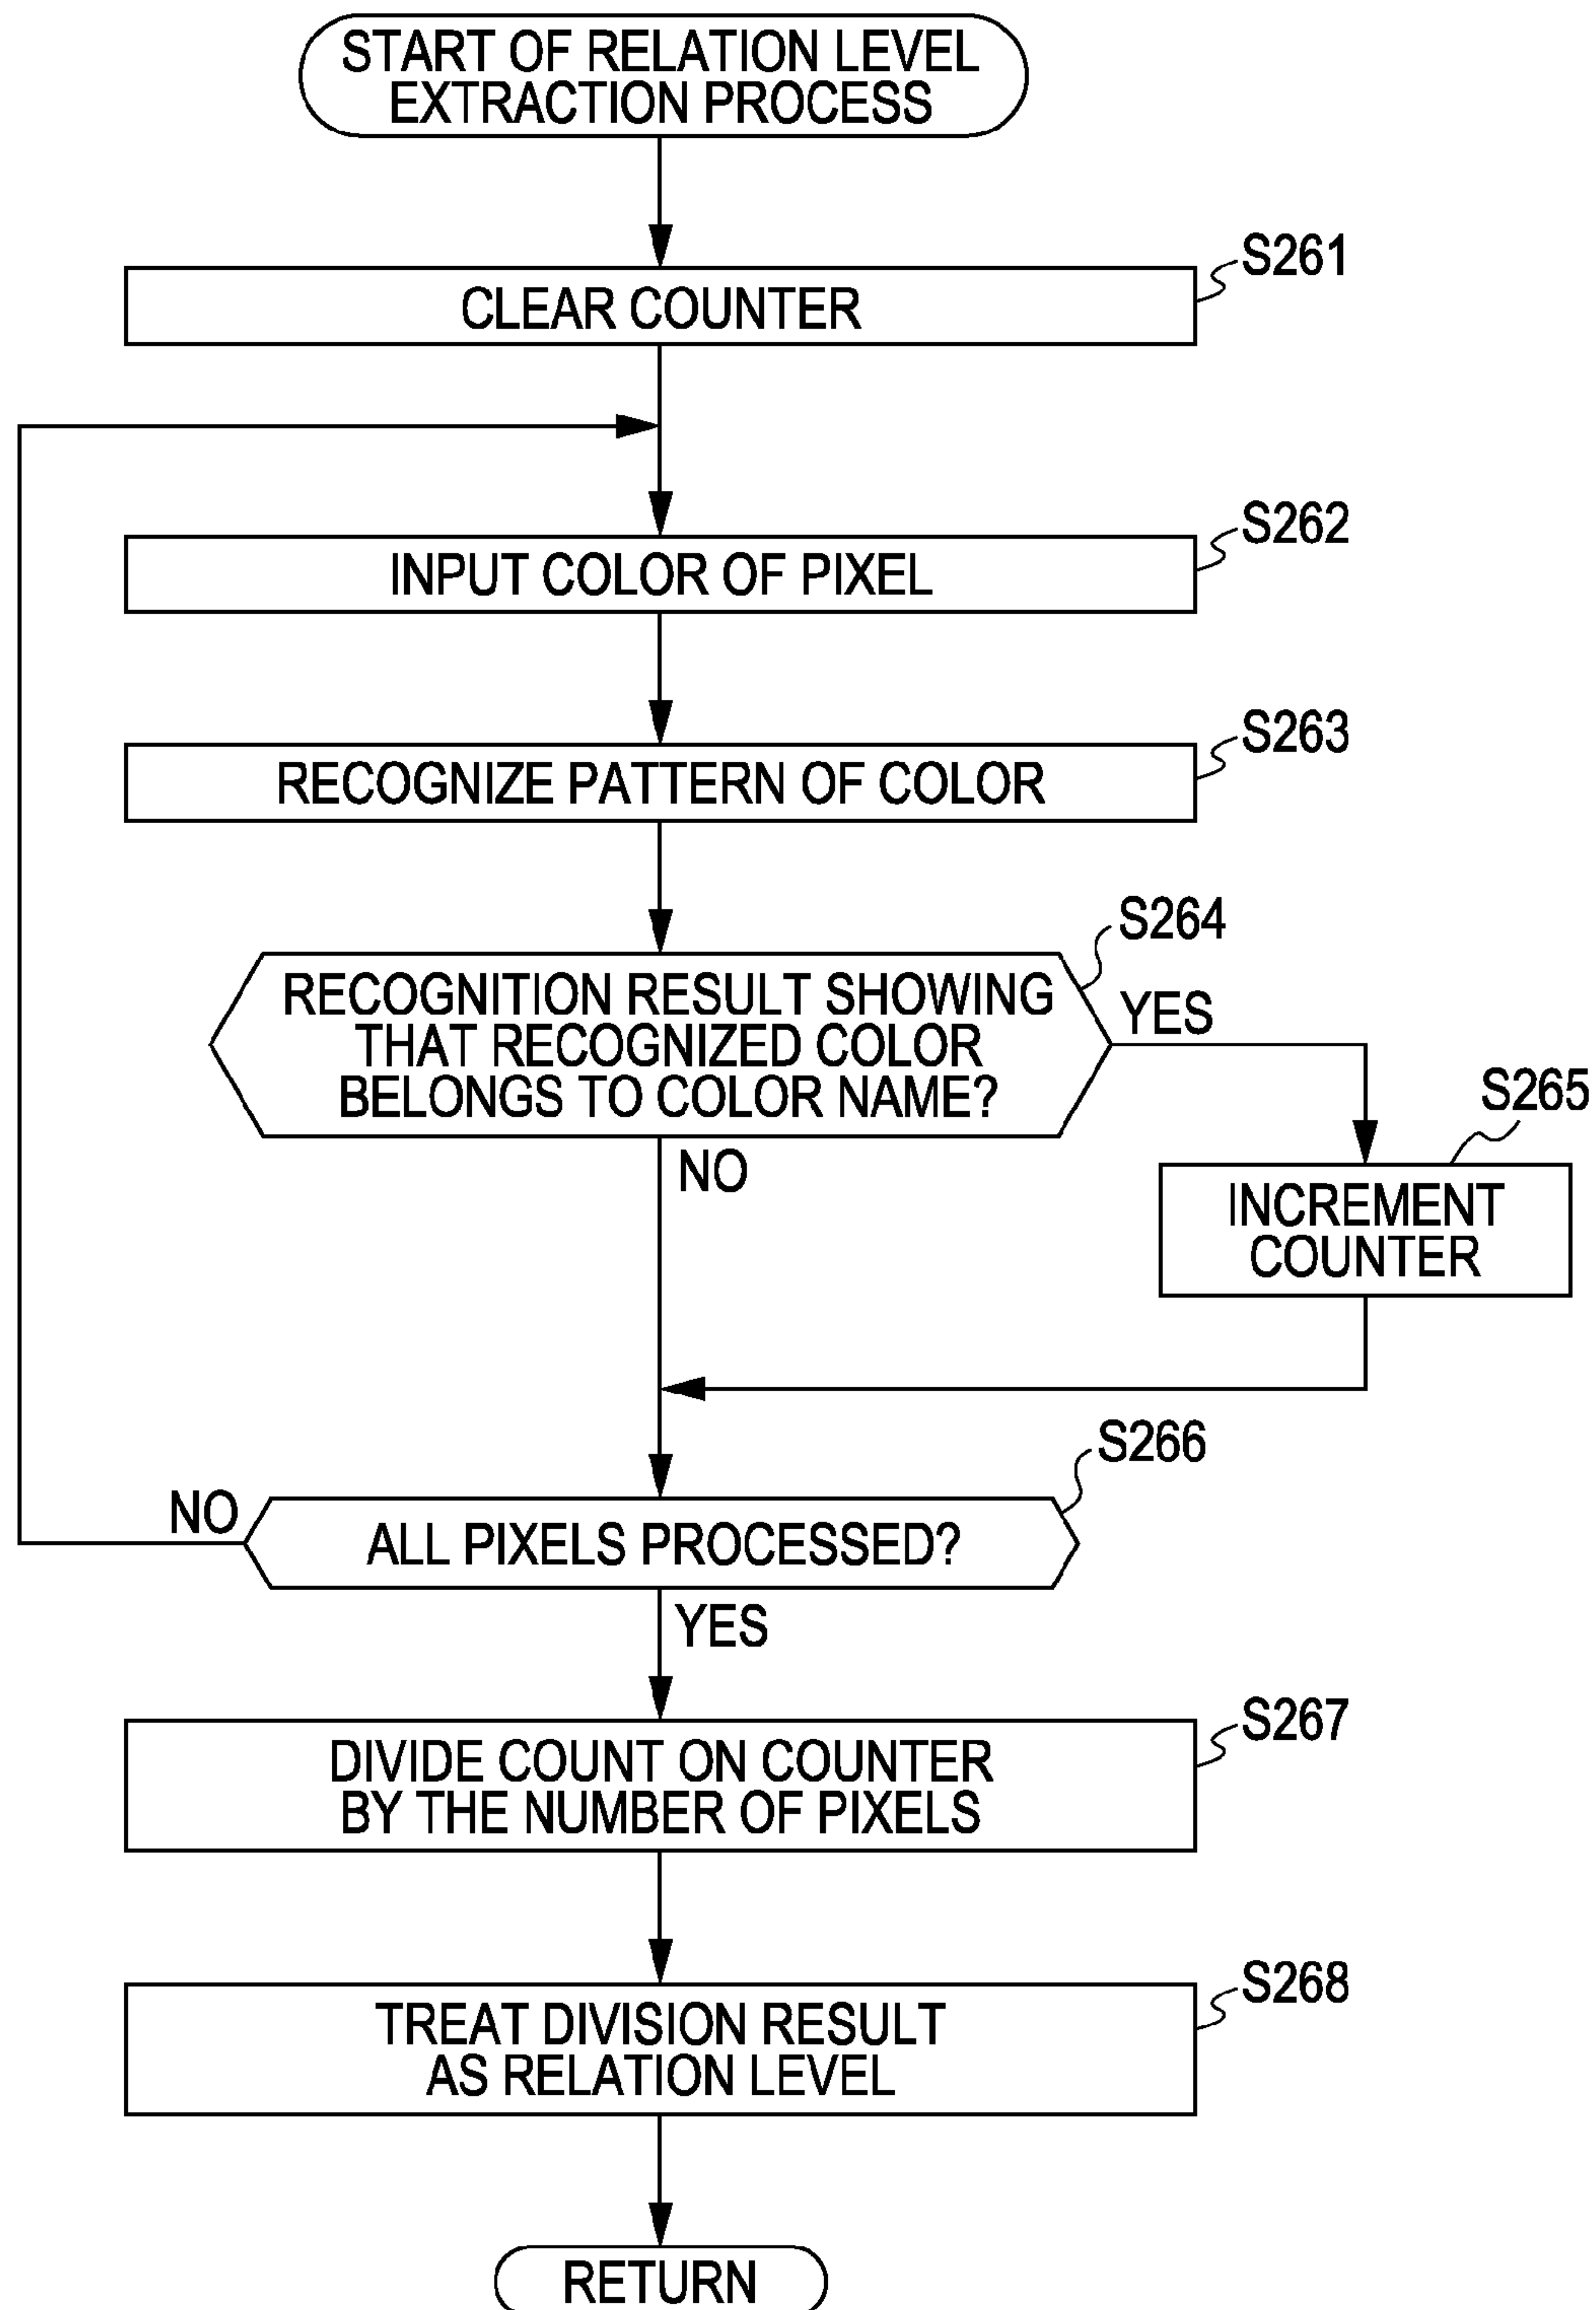 START OF RELATION LEVEL
EXTRACTION PROCESS
S261
CLEAR COUNTER
S262
INPUT COLOR OF PIXEL
S263
RECOGNIZE PATTERN OF COLOR
S264
RECOGNITION RESULT SHOWING
THAT RECOGNIZED COLOR
BELONGS TO COLOR NAME?
YES
NO
S265
INCREMENT
COUNTER
S266
NO
ALL PIXELS PROCESSED?
YES
S267
DIVIDE COUNT ON COUNTER
BY THE NUMBER OF PIXELS
S268
TREAT DIVISION RESULT
AS RELATION LEVEL
RETURN